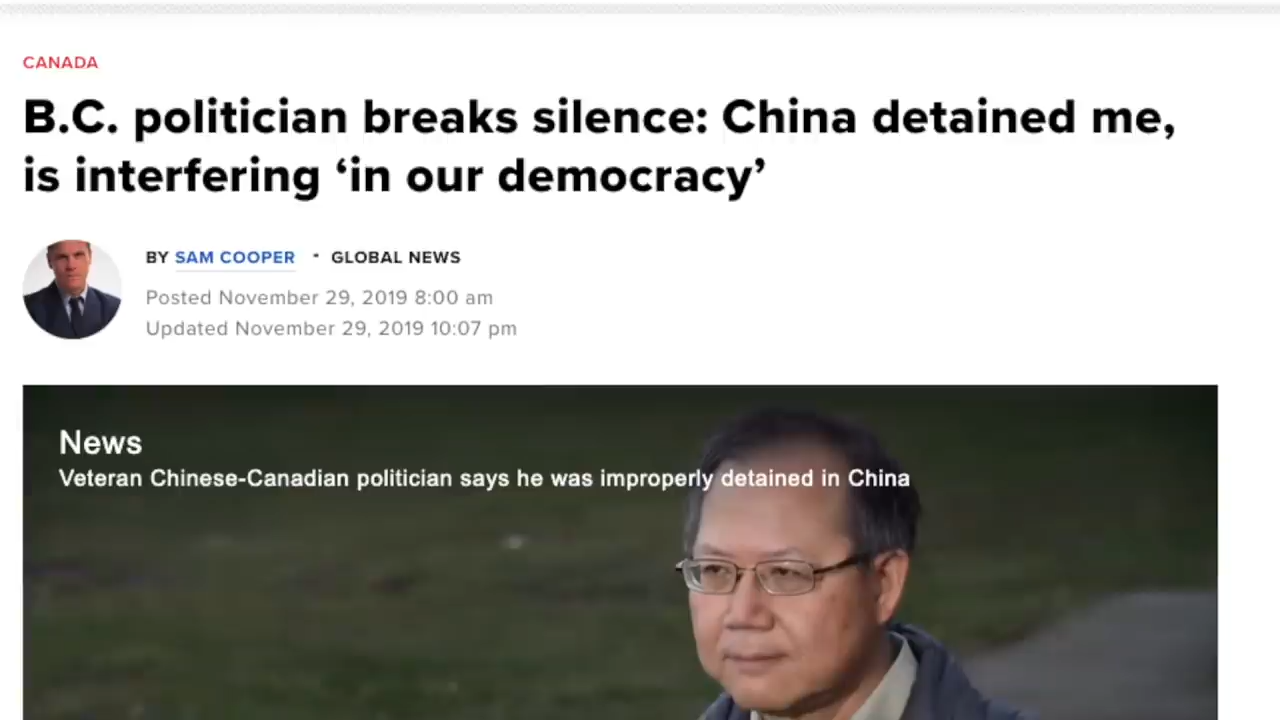 CANADA
B.C. politician breaks silence: China detained me,
is interfering ‘in our democracy’
BY SAM COOPER - GLOBAL NEWS
Posted November 29, 2019 8:00 am
Updated November 29, 2019 10:07 pm
News
Veteran Chinese-Canadian politician says he was improperly detained in China